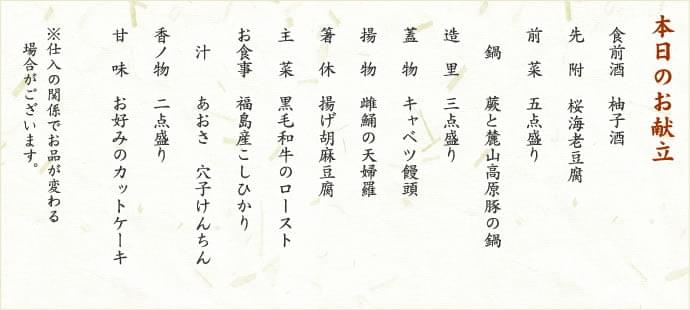 本日のお献立
食前酒 柚子酒
先附 桜海老豆腐
前菜 五点盛り
鍋 蕨と麓山高原豚の鍋
造里 三点盛り
蓋物 キャベツ饅頭
揚物 雌鯒の天婦羅
箸休 揚げ胡麻豆腐
主菜 黒毛和牛のロースト
お食事 福島産こしひかり
汁 あおさ 穴子けんちん
香ノ物 二点盛り
甘味 お好みのカットケーキ
※仕入の関係でお品が変わる
場合がございます。